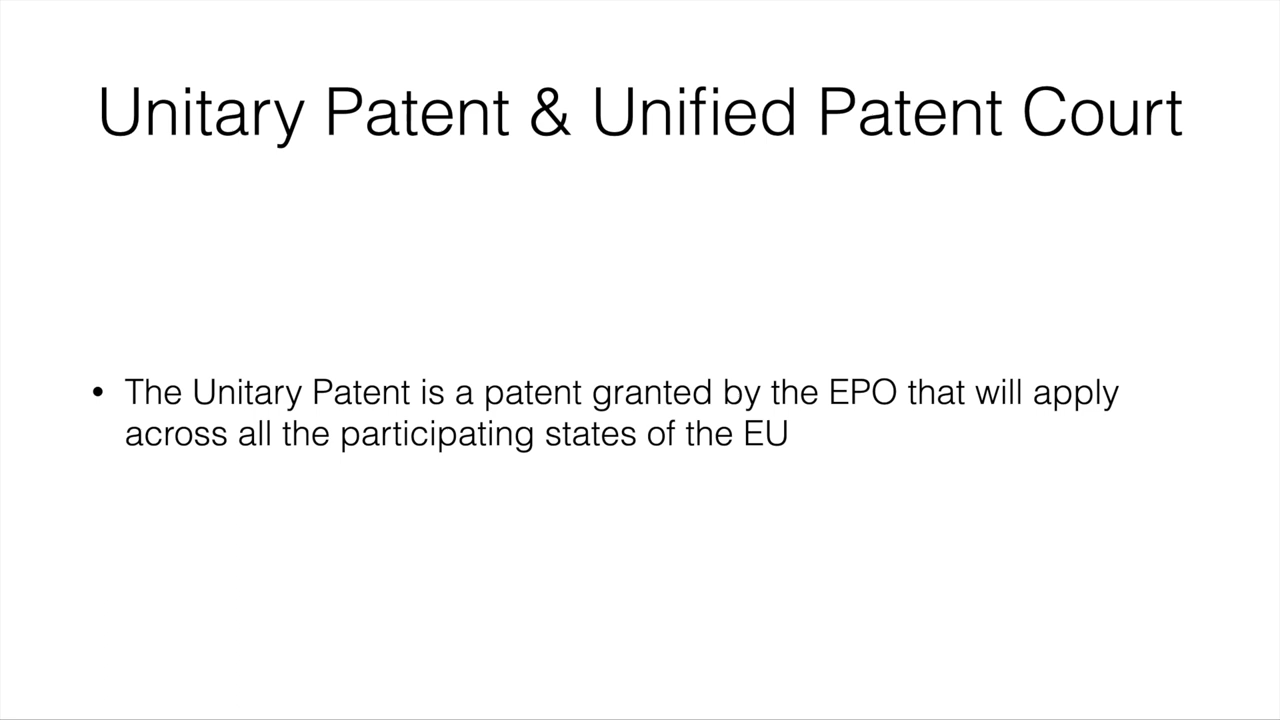 Unitary Patent & Unified Patent Court
• The Unitary Patent is a patent granted by the EPO that will apply
across all the participating states of the EU